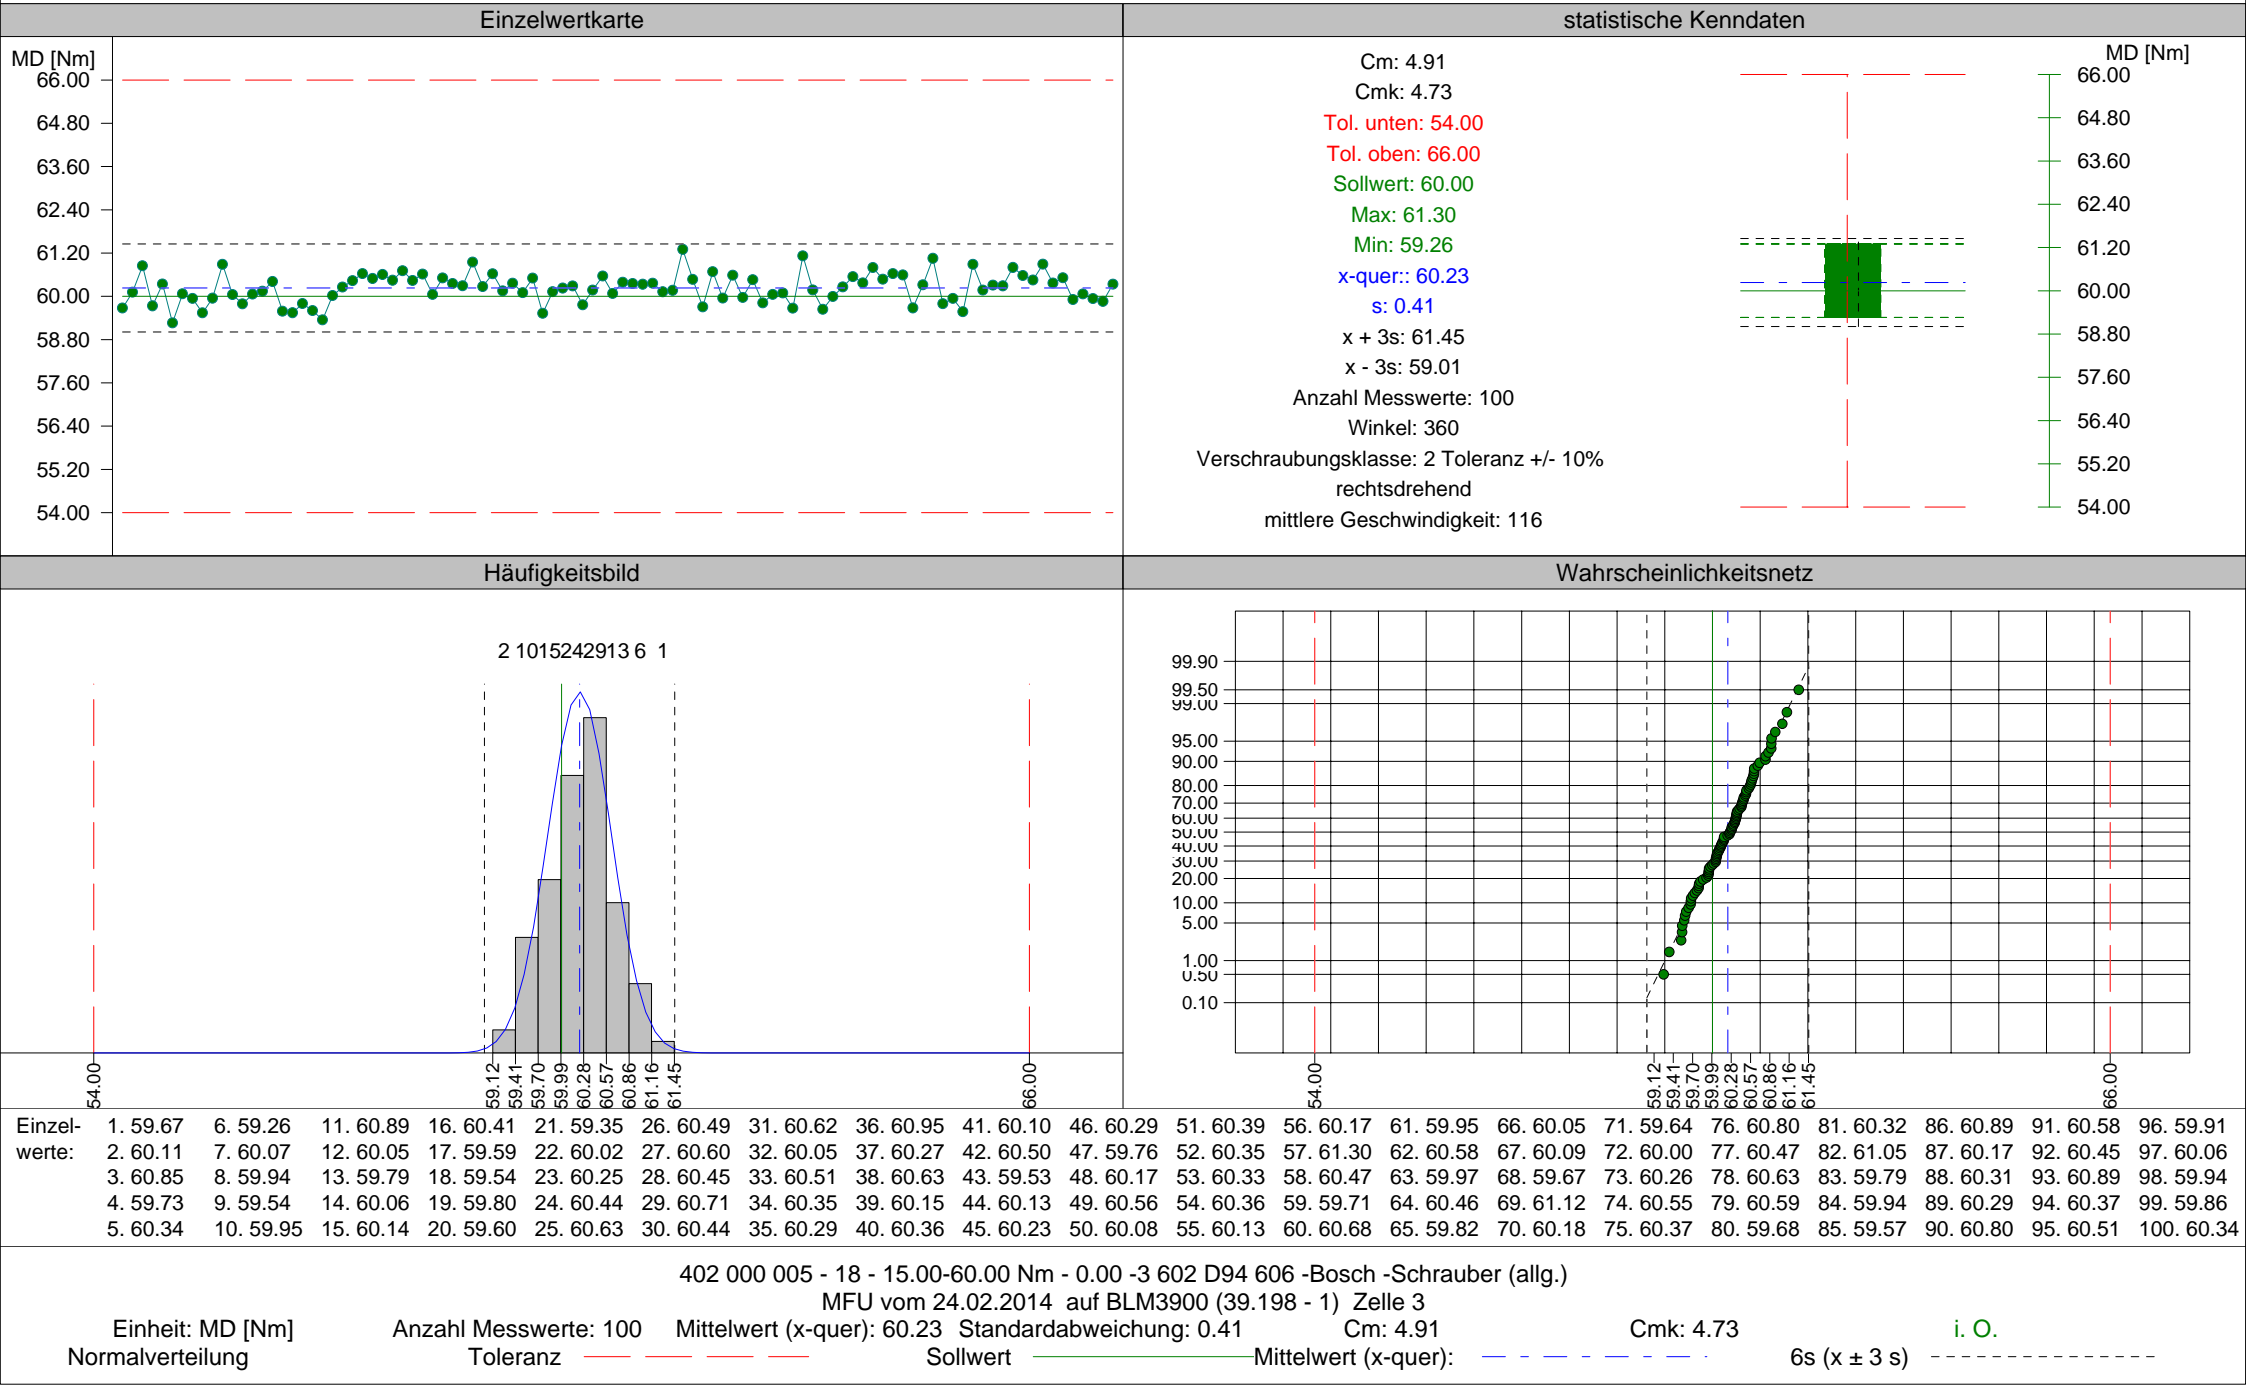 Einzelwertkarte
MD [Nm]
66.00
64.80
63.60
62.40
61.20
60.00
58.80
57.60
56.40
55.20
54.00
statistische Kenndaten
Cm: 4.91
Cmk: 4.73
Tol. unten: 54.00
Tol. oben: 66.00
Sollwert: 60.00
Max: 61.30
Min: 59.26
x-quer:: 60.23
s: 0.41
x + 3s: 61.45
x - 3s: 59.01
Anzahl Messwerte: 100
Winkel: 360
Verschraubungsklasse: 2 Toleranz +/- 10%
rechtsdrehend
mittlere Geschwindigkeit: 116
MD [Nm]
66.00
64.80
63.60
62.40
61.20
60.00
58.80
57.60
56.40
55.20
54.00
Häufigkeitsbild
2 1015242913 6 1
54.00 59.12 59.41 59.70 59.99 60.28 60.57 60.86 61.16 61.45 66.00
Wahrscheinlichkeitsnetz
99.90
99.50
99.00
95.00
90.00
80.00
70.00
60.00
50.00
40.00
30.00
20.00
10.00
5.00
1.00
0.50
0.10
54.00 59.12 59.41 59.70 59.99 60.28 60.57 60.86 61.16 61.45 66.00
Einzel- 1. 59.67 6. 59.26 11. 60.89 16. 60.41 21. 59.35 26. 60.49 31. 60.62 36. 60.95 41. 60.10 46. 60.29 51. 60.39 56. 60.17 61. 59.95 66. 60.05 71. 59.64 76. 60.80 81. 60.32 86. 60.89 91. 60.58 96. 59.91
werte: 2. 60.11 7. 60.07 12. 60.05 17. 59.59 22. 60.02 27. 60.60 32. 60.05 37. 60.27 42. 60.50 47. 59.76 52. 60.35 57. 61.30 62. 60.58 67. 60.09 72. 60.00 77. 60.47 82. 61.05 87. 60.17 92. 60.45 97. 60.06
3. 60.85 8. 59.94 13. 59.79 18. 59.54 23. 60.25 28. 60.45 33. 60.51 38. 60.63 43. 59.53 48. 60.17 53. 60.33 58. 60.47 63. 59.97 68. 59.67 73. 60.26 78. 60.63 83. 59.79 88. 60.31 93. 60.89 98. 59.94
4. 59.73 9. 59.54 14. 60.06 19. 59.80 24. 60.44 29. 60.71 34. 60.35 39. 60.15 44. 60.13 49. 60.56 54. 60.36 59. 59.71 64. 60.46 69. 61.12 74. 60.55 79. 60.59 84. 59.94 89. 60.29 94. 60.37 99. 59.86
5. 60.34 10. 59.95 15. 60.14 20. 59.60 25. 60.63 30. 60.44 35. 60.29 40. 60.36 45. 60.23 50. 60.08 55. 60.13 60. 60.68 65. 59.82 70. 60.18 75. 60.37 80. 59.68 85. 59.57 90. 60.80 95. 60.51 100. 60.34
402 000 005 - 18 - 15.00-60.00 Nm - 0.00 -3 602 D94 606 -Bosch -Schrauber (allg.)
MFU vom 24.02.2014 auf BLM3900 (39.198 - 1) Zelle 3
Einheit: MD [Nm] Anzahl Messwerte: 100 Mittelwert (x-quer): 60.23 Standardabweichung: 0.41 Cm: 4.91 Cmk: 4.73 i. O.
Normalverteilung Toleranz Sollwert Mittelwert (x-quer): 6s (x ± 3 s)